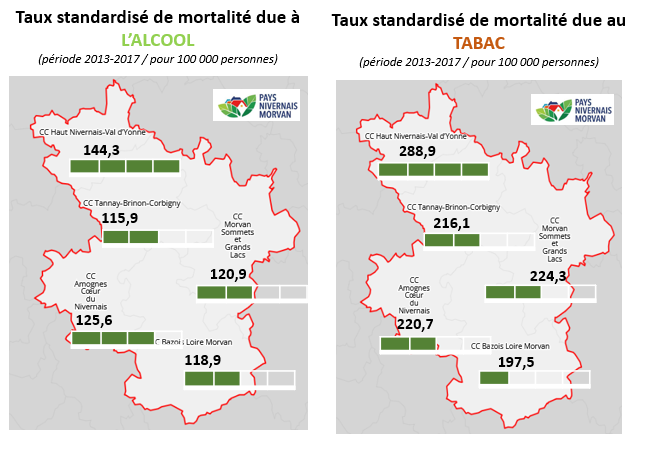 Taux standardisé de mortalité due à
L'ALCOOL
(période 2013-2017 / pour 100 000 personnes)
PAYS
NIVERNAIS
MORVAN
CC Haut Nivernais-Val d'Yonne
144,3
CC Tannay-Brinon-Corbigny
115,9
CC
Morvan
Sommets
et
Grands
Lacs
120,9
CC
Amognes
Cœur
du
Nivernais
125,6
C Bazois Loire Morvan
118,9
Taux standardisé de mortalité due au
TABAC
(période 2013-2017 / pour 100 000 personnes)
PAYS
NIVERNAIS
MORVAN
CC Haut Nivernais-Val d'Yonne
288,9
CC Tannay-Brinon-Corbigny
216,1
CC
Morvan
Sommets
et
Grands
Lacs
224,3
CC
Amognes
Cœur du
Nivernais
220,7
CC Bazois Loire Morvan
197,5